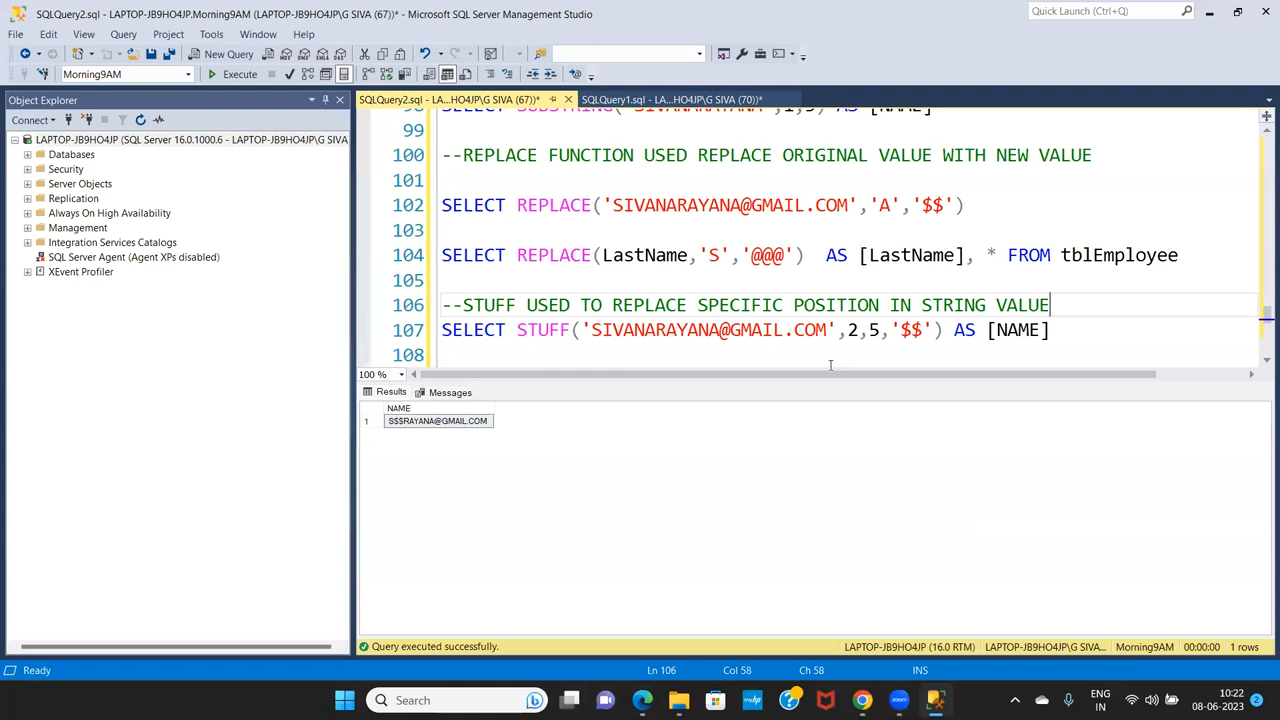 SQLQuery2.sql - LAPTOP-JB9HO4JP.Morning9AM (LAPTOP-JB9HO4JP\G SIVA (67))* - Microsoft SQL Server Management Studio
Quick Launch (Ctrl+Q)
File Edit View Query Project Tools Window Help
New Query
Morning9AM
Execute
Object Explorer
SQLQuery2.sql - LA...HO4JP\G SIVA (67))*
SQLQuery1.sql - LA...HO4JP\G SIVA (70))*
Connect
LAPTOP-JB9HO4JP (SQL Server 16.0.1000.6 - LAPTOP-JB9HO4JP\G SIVA
Databases
Security
Server Objects
Replication
Always On High Availability
Management
Integration Services Catalogs
SQL Server Agent (Agent XPs disabled)
XEvent Profiler
99
100 --REPLACE FUNCTION USED REPLACE ORIGINAL VALUE WITH NEW VALUE
101
102 SELECT REPLACE('SIVANARAYANA@GMAIL.COM','A','$$')
103
104 SELECT REPLACE(LastName,'S','@@@') AS [LastName], * FROM tblEmployee
105
106 --STUFF USED TO REPLACE SPECIFIC POSITION IN STRING VALUE
107 SELECT STUFF('SIVANARAYANA@GMAIL.COM',2,5,'$$') AS [NAME]
108
100 %
Results Messages
NAME
1 S$$RAYANA@GMAIL.COM
Query executed successfully.
LAPTOP-JB9HO4JP (16.0 RTM) LAPTOP-JB9HO4JP\G SIVA... Morning9AM 00:00:00 1 rows
Ready Ln 106 Col 58 Ch 58 INS
Search
ENG
IN
10:22
08-06-2023
2